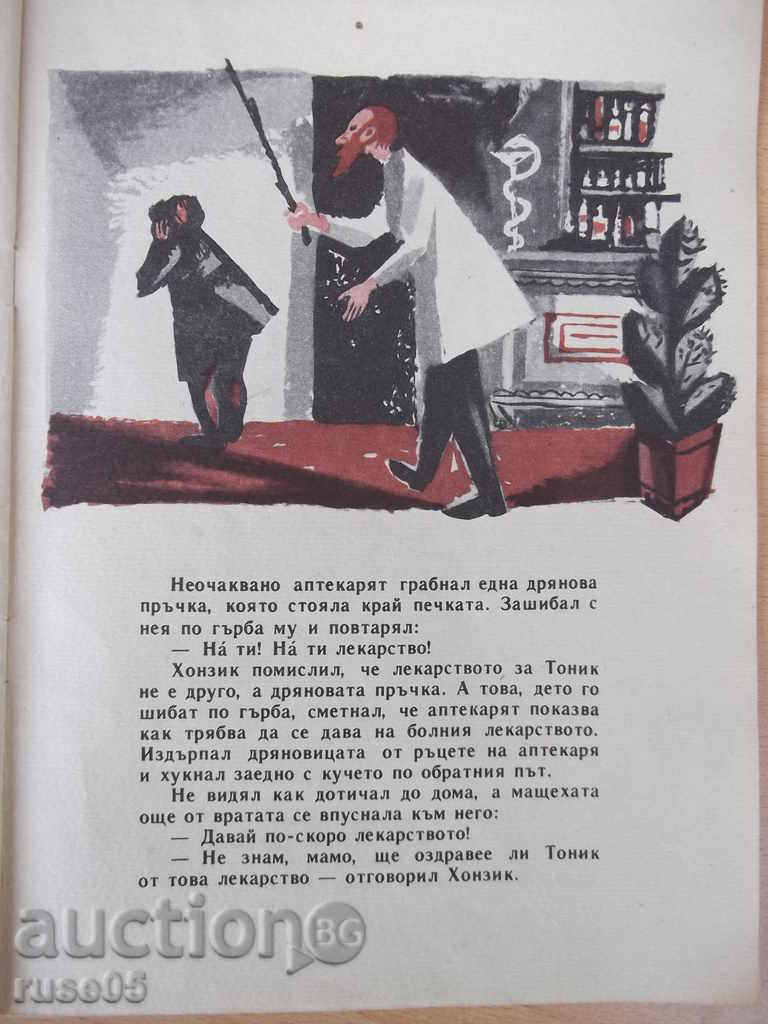 Неочаквано аптекарят грабнал една дрянова
пръчка, която стояла край печката. Зашибал с
нея по гърба му и повтарял:
— На́ ти! На́ ти лекарство!
Хонзик помислил, че лекарството за Тоник
не е друго, а дряновата пръчка. А това, дето го
шибат по гърба, сметнал, че аптекарят показва
как трябва да се дава на болния лекарството.
Издърпал дряновицата от ръцете на аптекаря
и хукнал заедно с кучето по обратния път.
Не видял как дотичал до дома, а мащехата
още от вратата се впуснала към него:
— Давай по-скоро лекарството!
— Не знам, мамо, ще оздравее ли Тоник
от това лекарство — отговорил Хонзик.
auction BG
ruse05